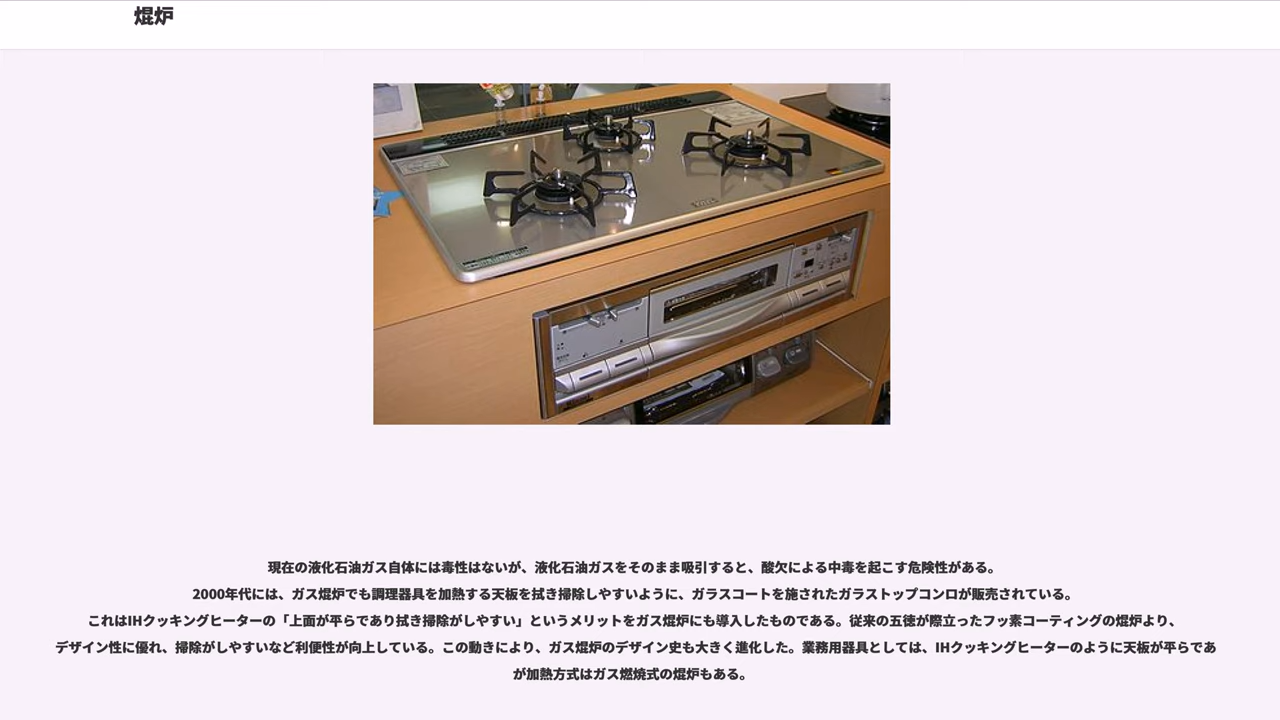 焜炉
現在の液化石油ガス自体には毒性はないが、液化石油ガスをそのまま吸引すると、酸欠による中毒を起こす危険性がある。
2000年代には、ガス焜炉でも調理器具を加熱する天板を拭き掃除しやすいように、ガラスコートを施されたガラストップコンロが販売されている。
これはIHクッキングヒーターの「上面が平らであり拭き掃除がしやすい」というメリットをガス焜炉にも導入したものである。従来の五徳が際立ったフッ素コーティングの焜炉より、
デザイン性に優れ、掃除がしやすいなど利便性が向上している。この動きにより、ガス焜炉のデザイン史も大きく進化した。業務用器具としては、IHクッキングヒーターのように天板が平らであ
が加熱方式はガス燃焼式の焜炉もある。